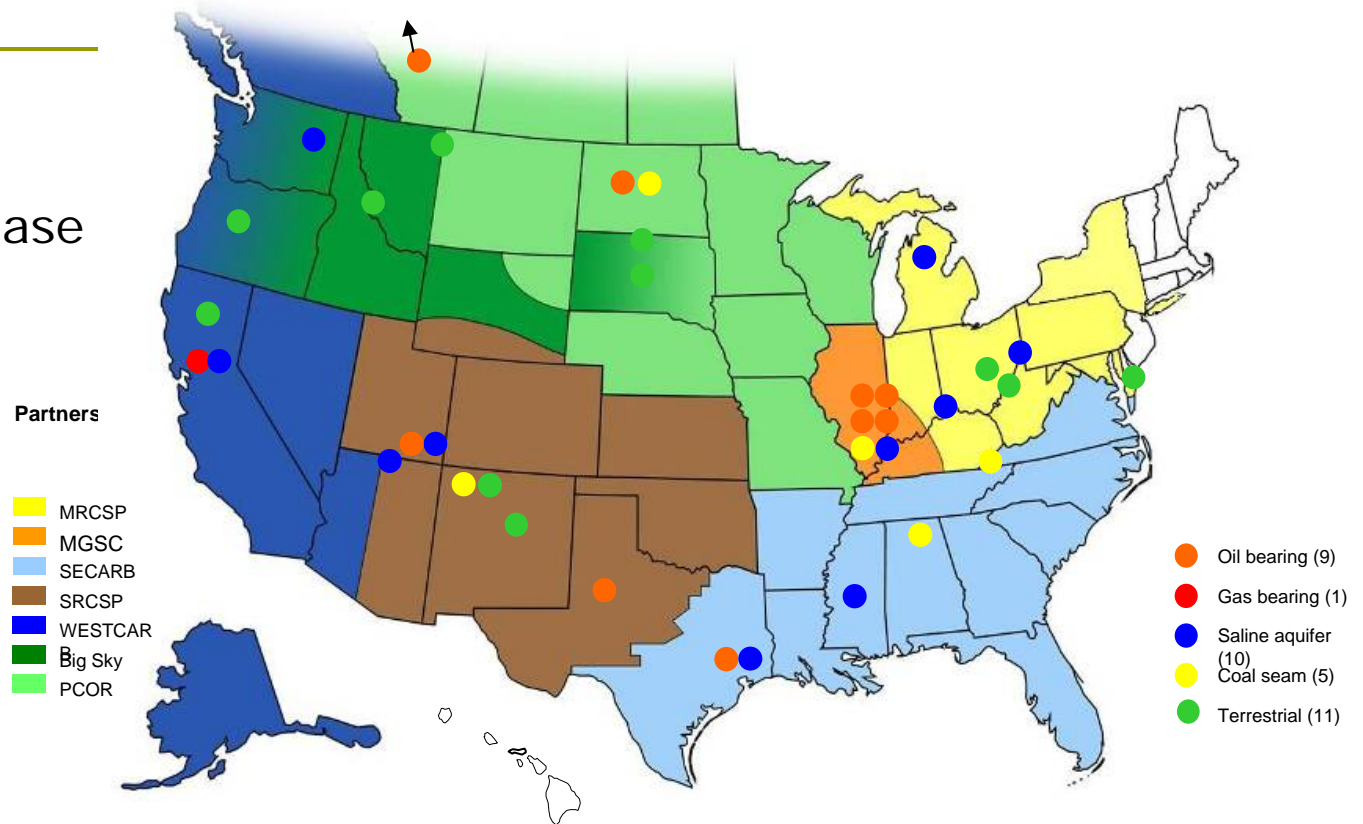 ase
Partners
MRCSP
MGSC
SECARB
SRCSP
WESTCAR
B
Big Sky
PCOR
Oil bearing (9)
Gas bearing (1)
Saline aquifer
(10)
Coal seam (5)
Terrestrial (11)